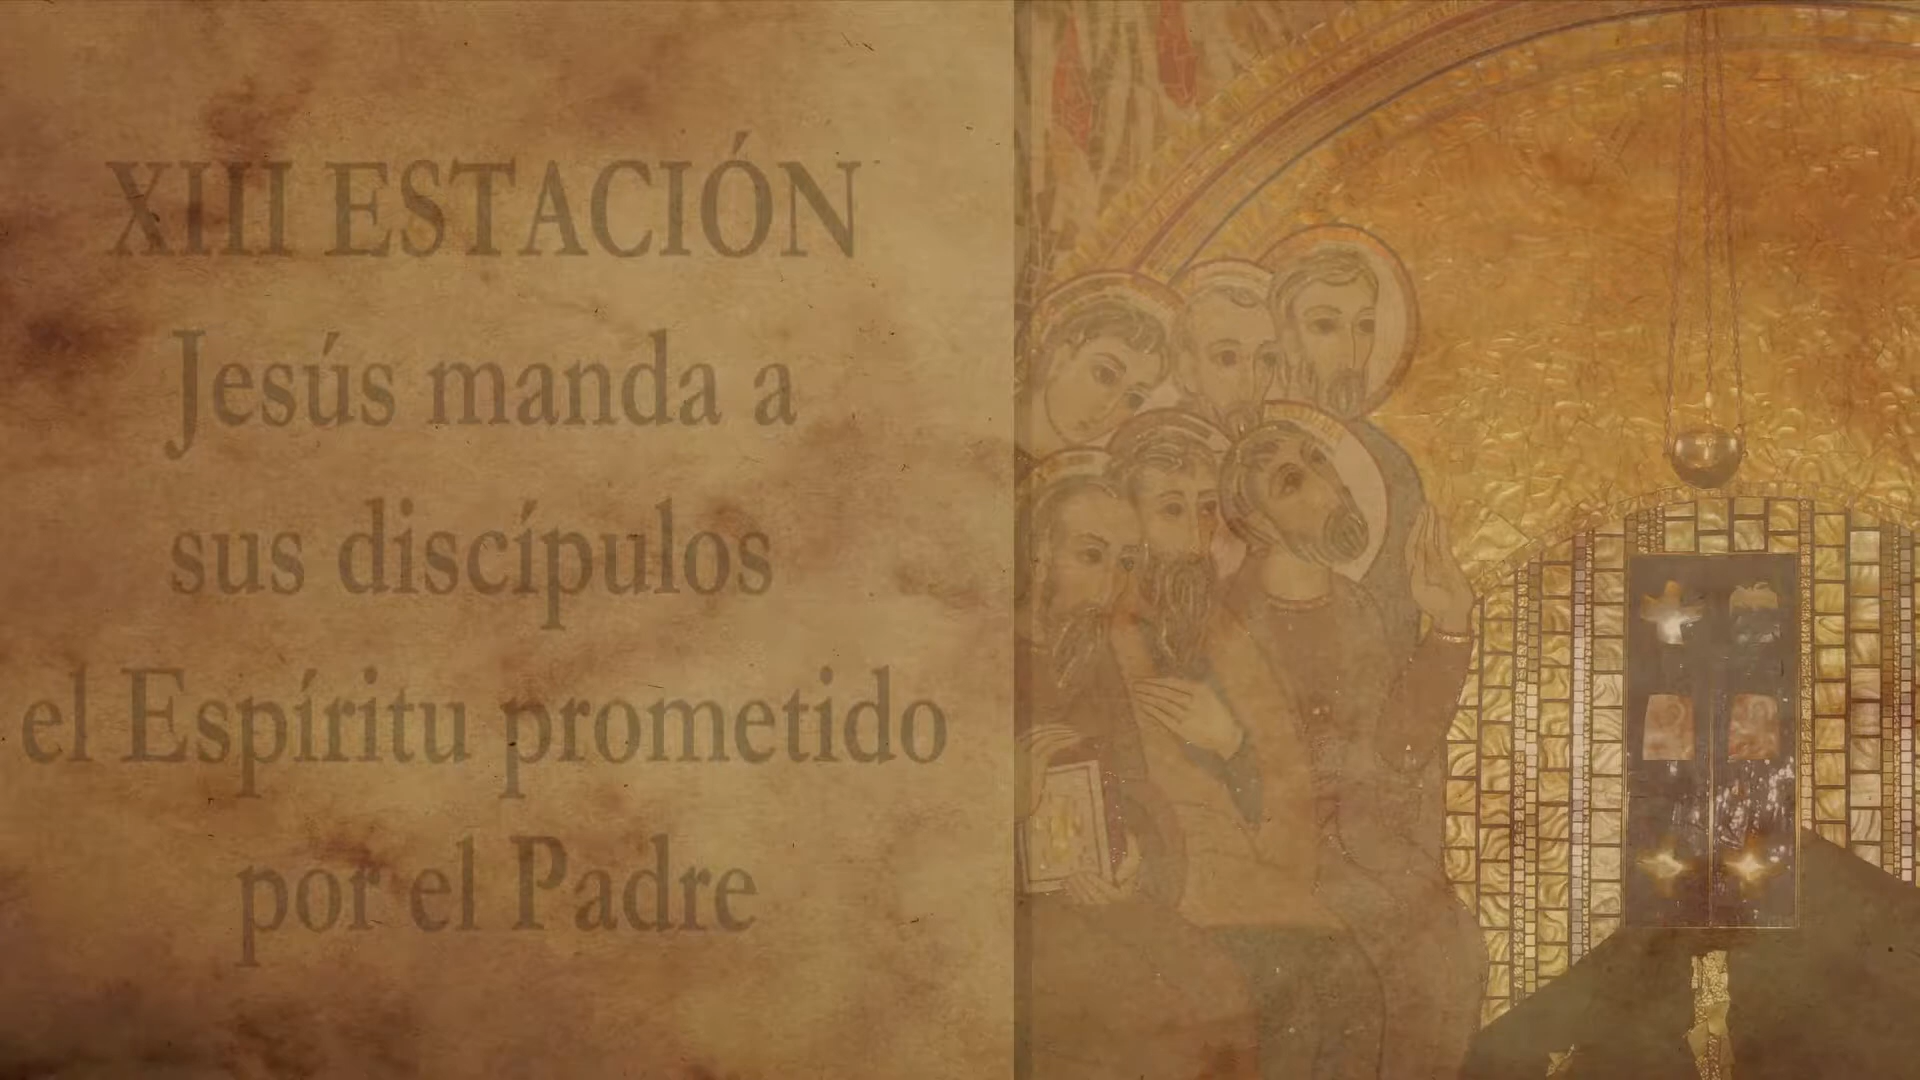 XIII ESTACIÓN
Jesús manda a
sus discípulos
el Espíritu prometido
por el Padre